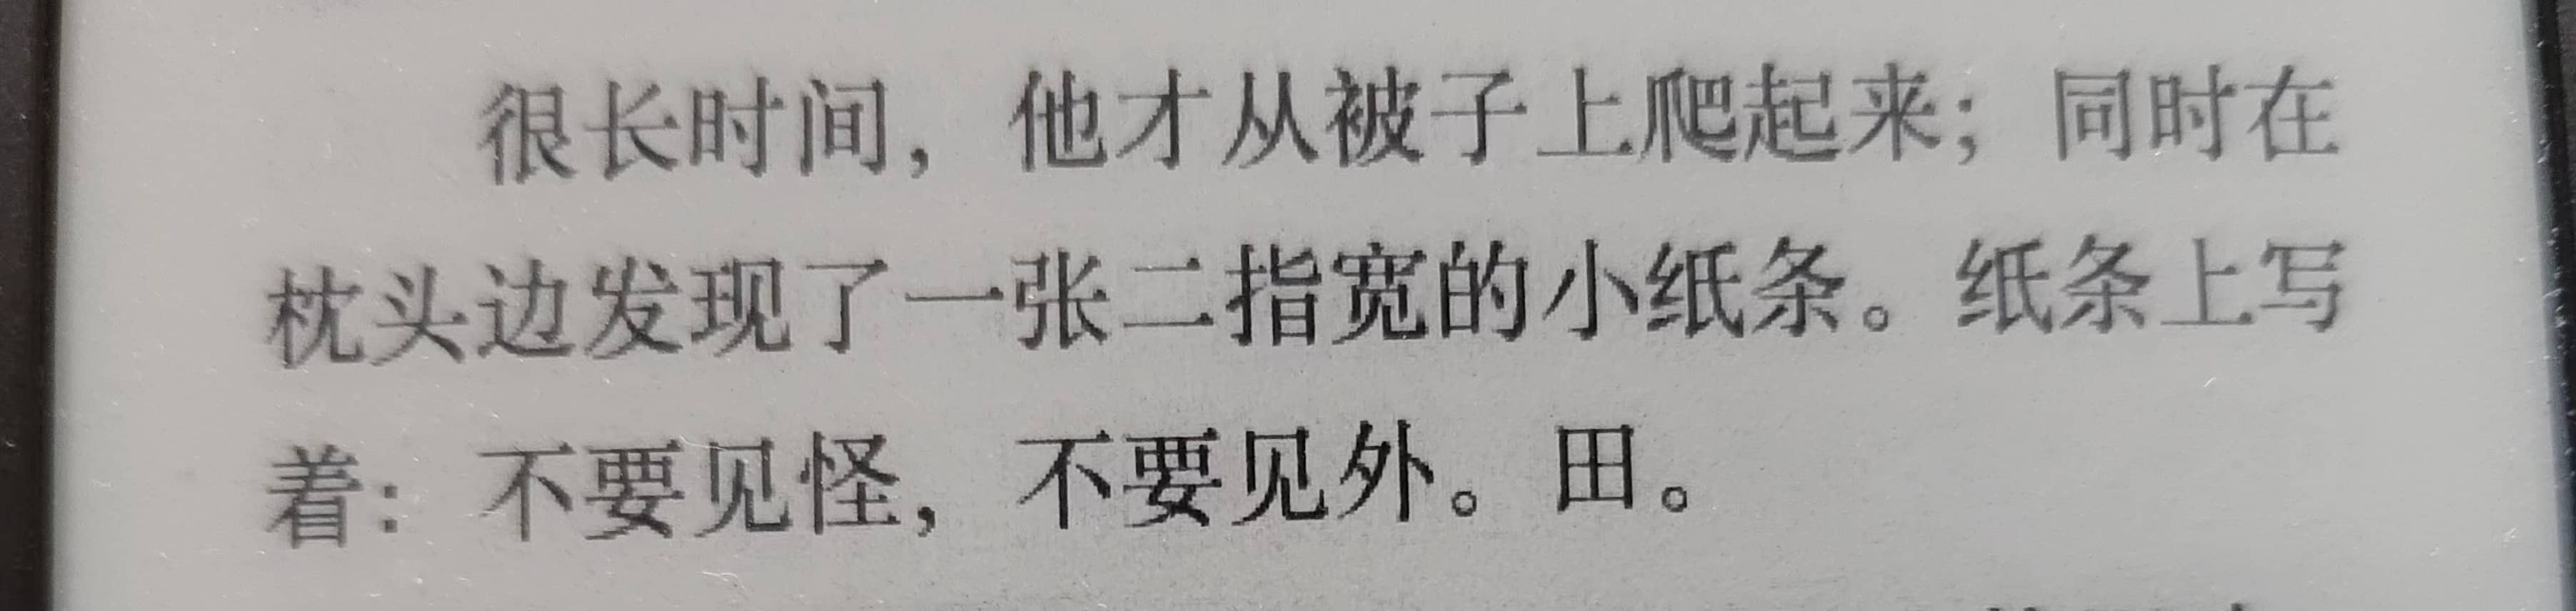 很长时间，他才从被子上爬起来；同时在
枕头边发现了一张二指宽的小纸条。纸条上写
着：不要见怪，不要见外。田。